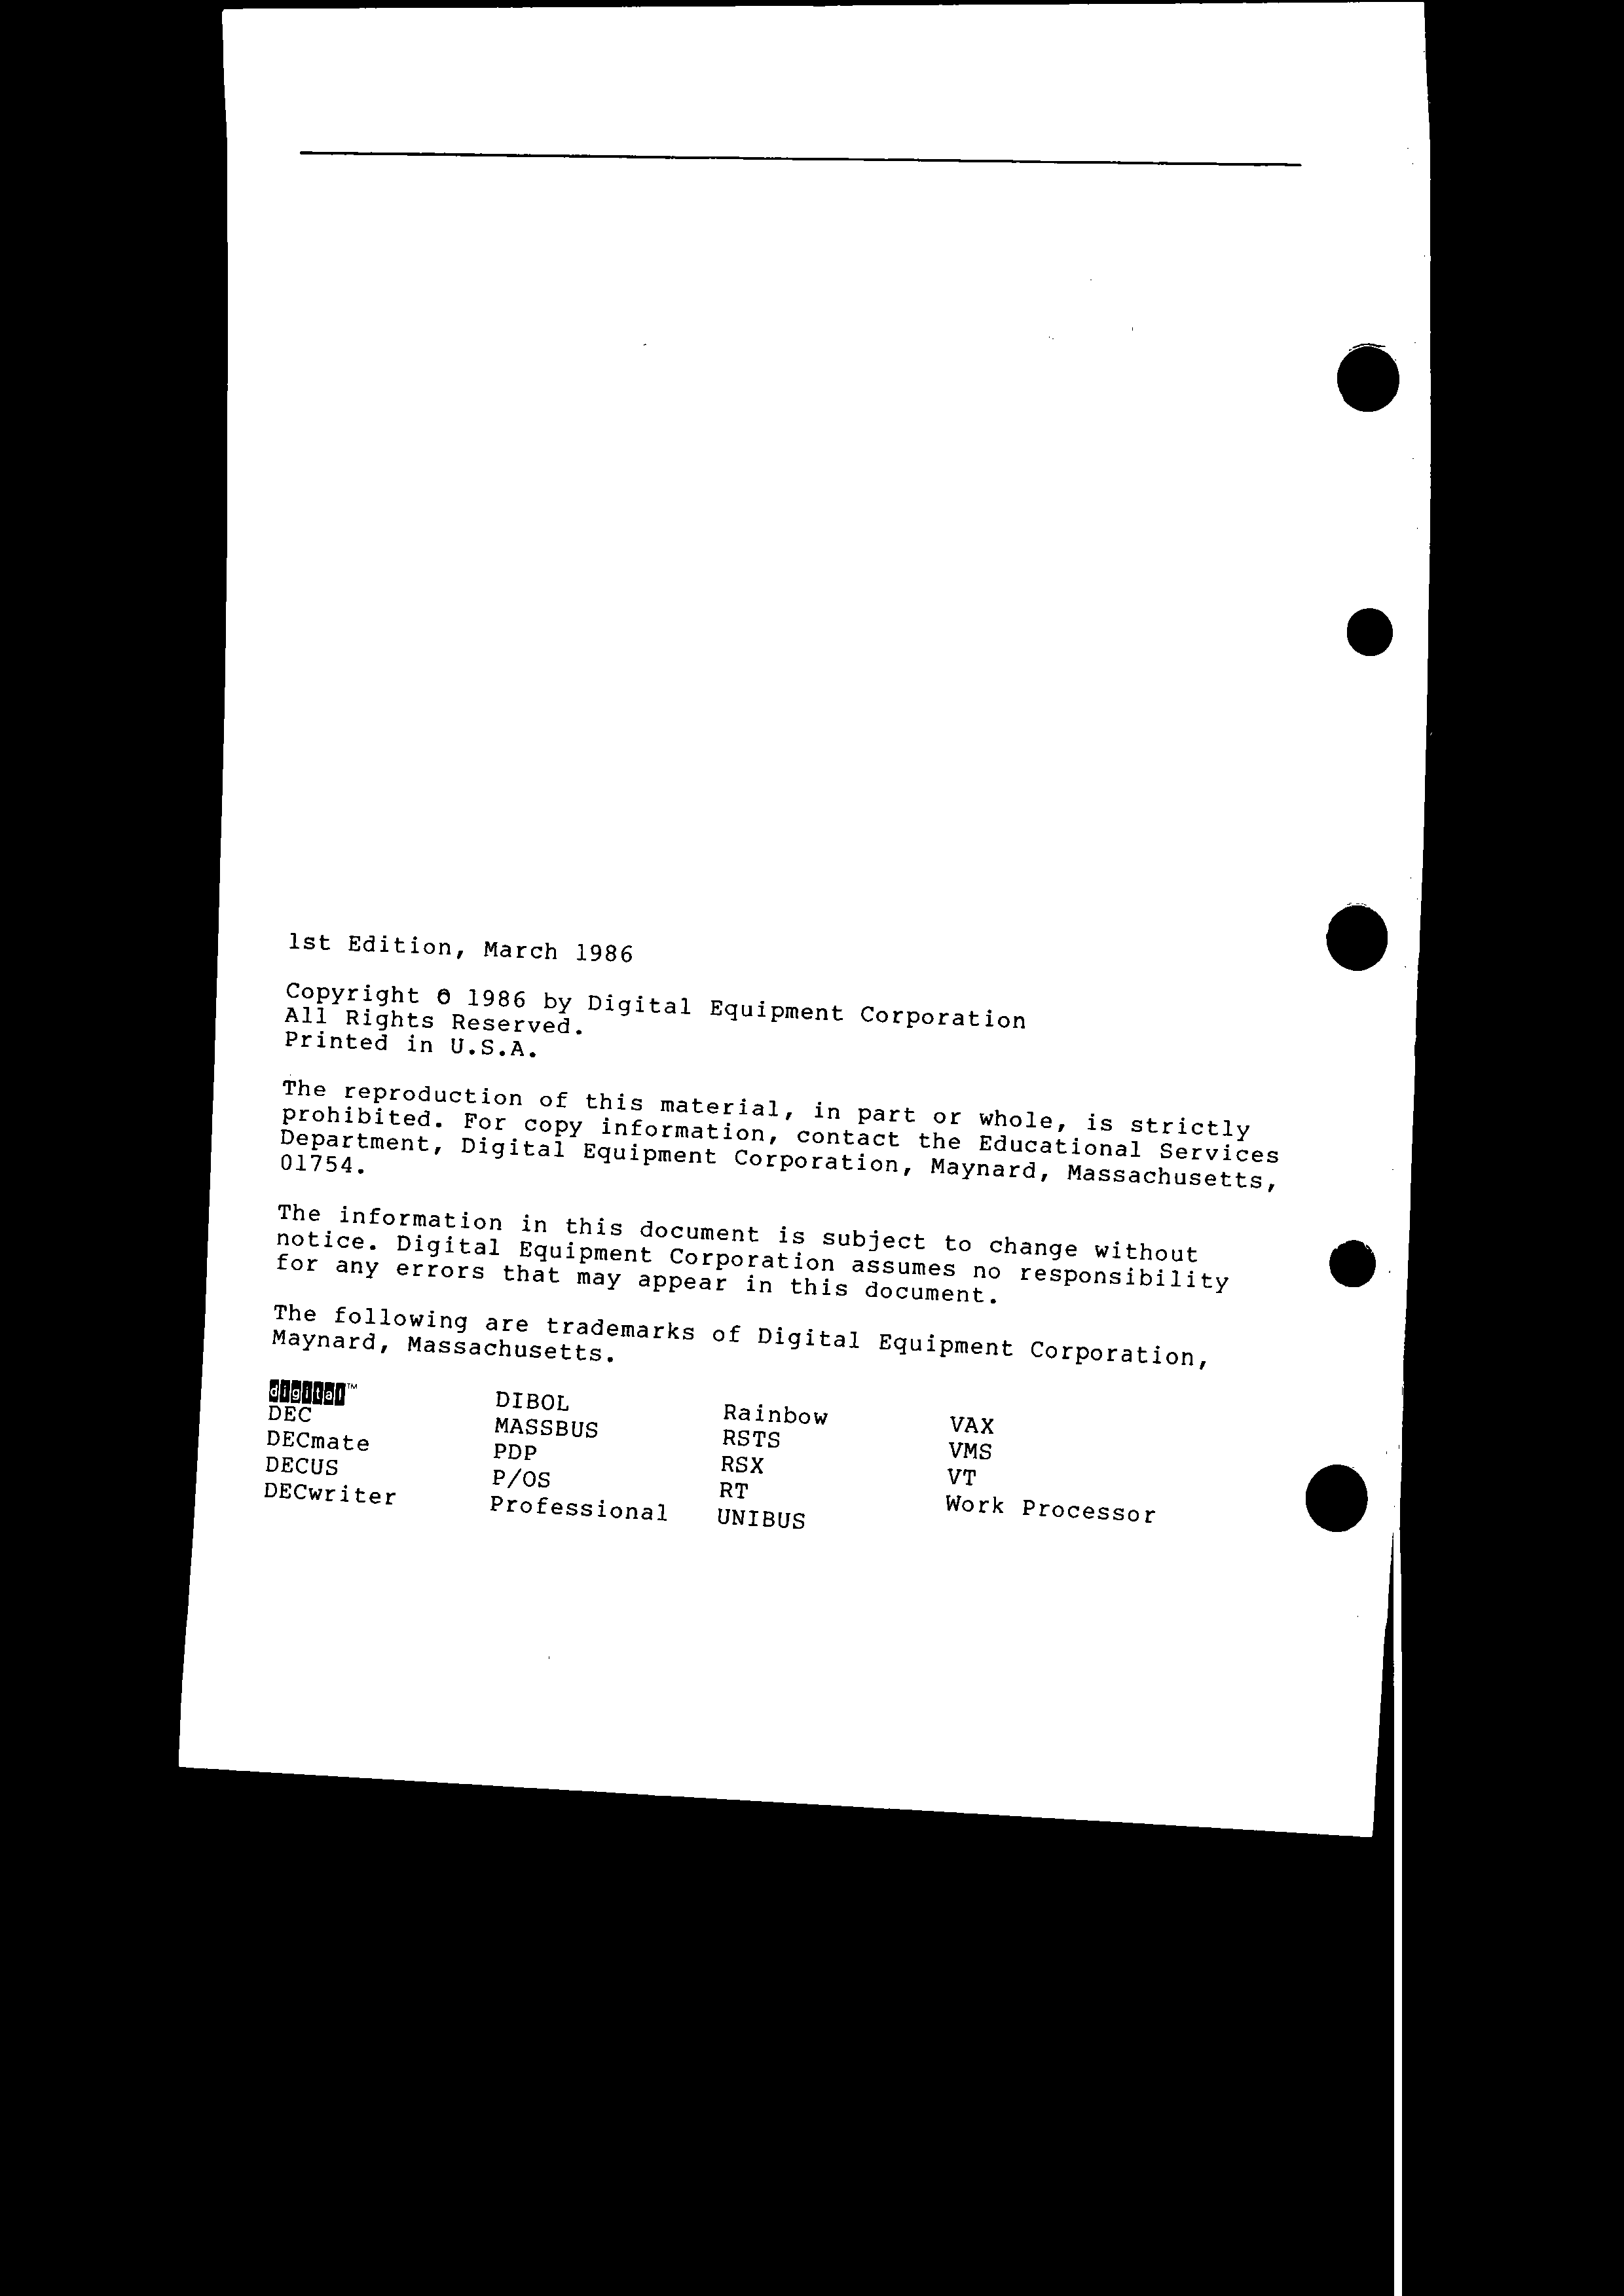 1st Edition, March 1986
Copyright © 1986 by Digital Equipment Corporation
All Rights Reserved.
Printed in U.S.A.
The reproduction of this material, in part or whole, is strictly
prohibited. For copy information, contact the Educational Services
Department, Digital Equipment Corporation, Maynard, Massachusetts,
01754.
The information in this document is subject to change without
notice. Digital Equipment Corporation assumes no responsibility
for any errors that may appear in this document.
The following are trademarks of Digital Equipment Corporation,
Maynard, Massachusetts.
digital™ DIBOL Rainbow VAX
DEC MASSBUS RSTS VMS
DECmate PDP RSX VT
DECUS P/OS RT Work Processor
DECwriter Professional UNIBUS